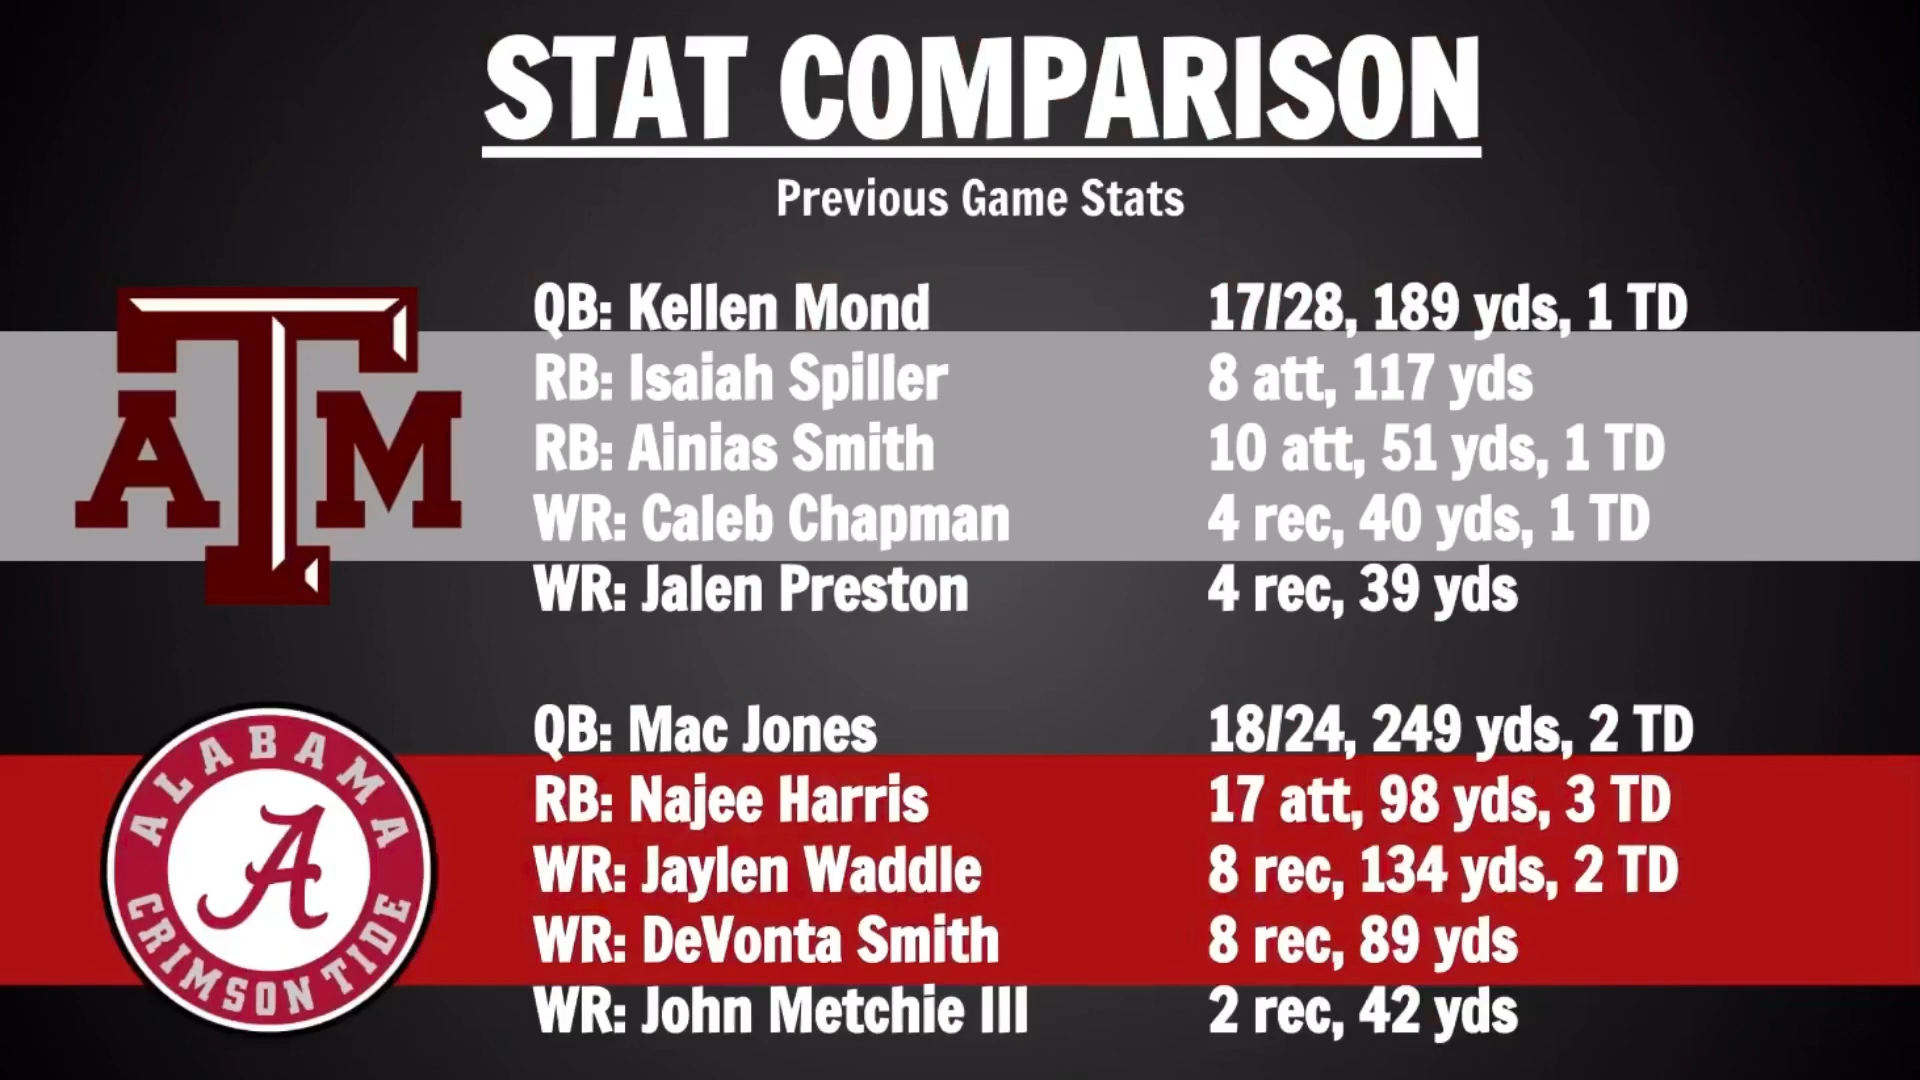 STAT COMPARISON
Previous Game Stats
QB: Kellen Mond 17/28, 189 yds, 1 TD
RB: Isaiah Spiller 8 att, 117 yds
RB: Ainias Smith 10 att, 51 yds, 1 TD
WR: Caleb Chapman 4 rec, 40 yds, 1 TD
WR: Jalen Preston 4 rec, 39 yds
ATM
QB: Mac Jones 18/24, 249 yds, 2 TD
RB: Najee Harris 17 att, 98 yds, 3 TD
WR: Jaylen Waddle 8 rec, 134 yds, 2 TD
WR: DeVonta Smith 8 rec, 89 yds
WR: John Metchie III 2 rec, 42 yds
ALABAMA
A
CRIMSON TIDE